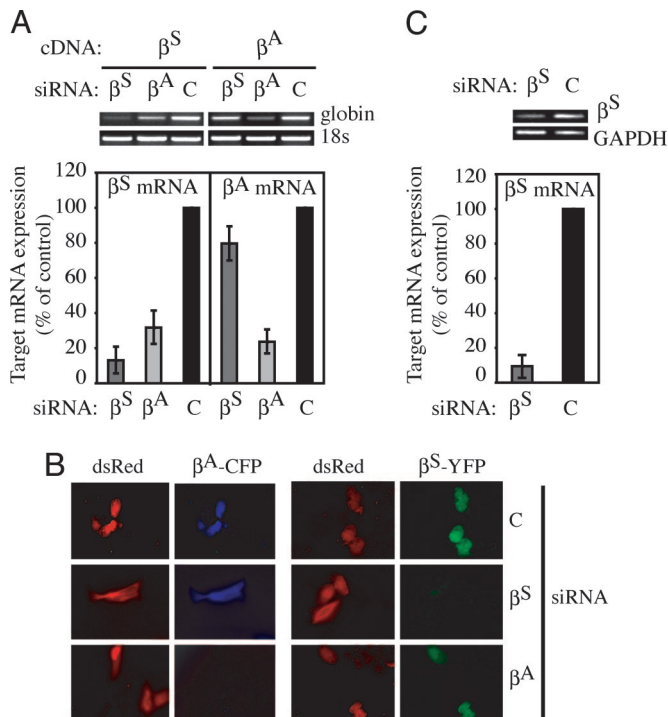 A
cDNA: βS βA
siRNA: βS βA C βS βA C
globin
18s
Target mRNA expression
(% of control)
120
100
80
60
40
20
0
βS mRNA
βA mRNA
siRNA: βS βA C βS βA C
C
siRNA: βS C
βS
GAPDH
Target mRNA expression
(% of control)
120
100
80
60
40
20
0
βS mRNA
siRNA: βS C
B
dsRed βA-CFP dsRed βS-YFP
C
βS
βA
siRNA